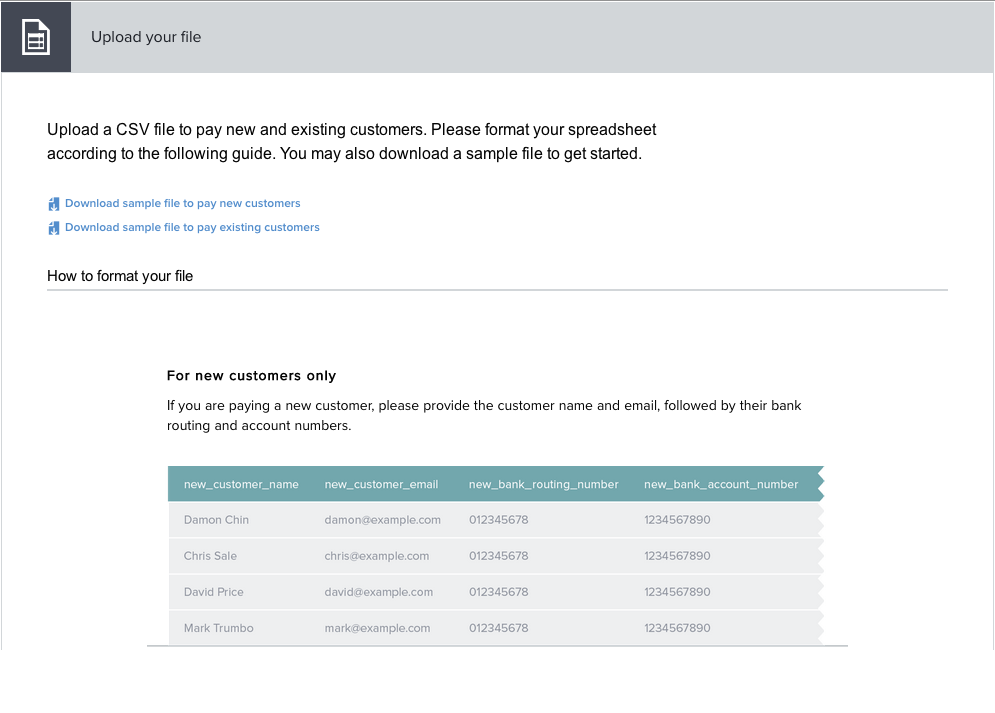 Upload your file
Upload a CSV file to pay new and existing customers. Please format your spreadsheet
according to the following guide. You may also download a sample file to get started.
Download sample file to pay new customers
Download sample file to pay existing customers
How to format your file
For new customers only
If you are paying a new customer, please provide the customer name and email, followed by their bank
routing and account numbers.
new_customer_name new_customer_email new_bank_routing_number new_bank_account_number
Damon Chin damon@example.com 012345678 1234567890
Chris Sale chris@example.com 012345678 1234567890
David Price david@example.com 012345678 1234567890
Mark Trumbo mark@example.com 012345678 1234567890